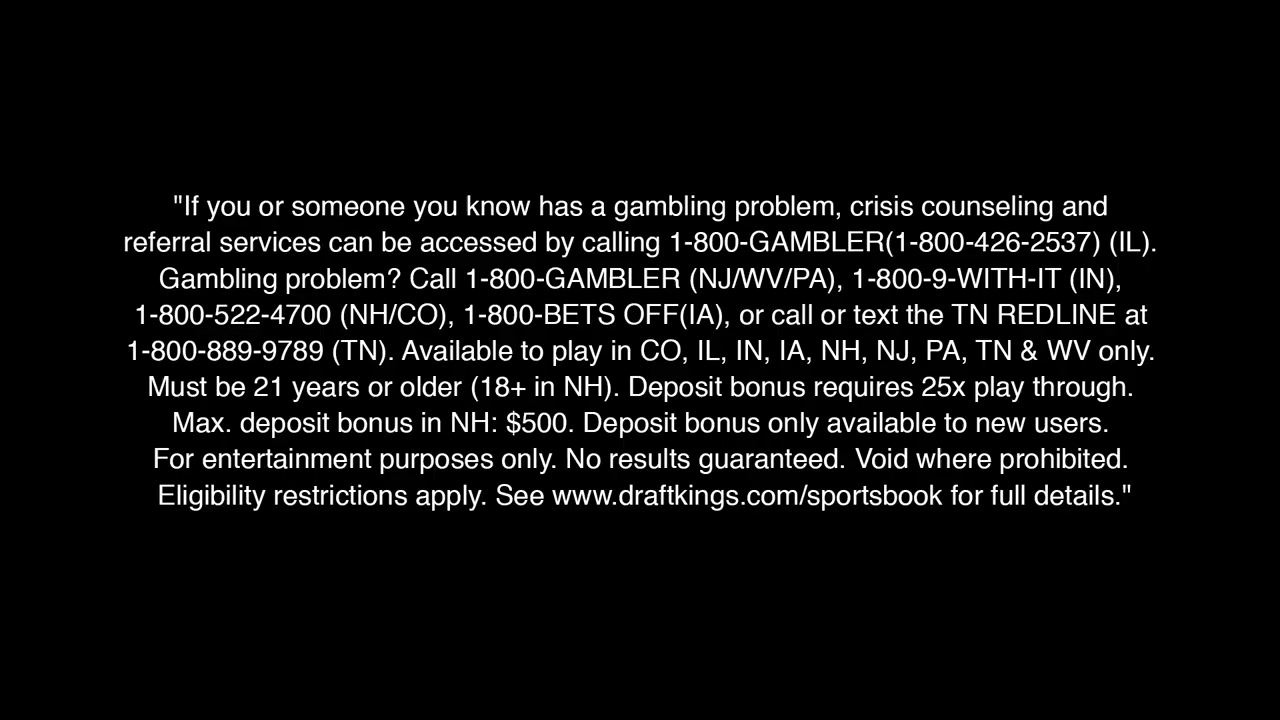 "If you or someone you know has a gambling problem, crisis counseling and
referral services can be accessed by calling 1-800-GAMBLER(1-800-426-2537) (IL).
Gambling problem? Call 1-800-GAMBLER (NJ/WV/PA), 1-800-9-WITH-IT (IN),
1-800-522-4700 (NH/CO), 1-800-BETS OFF(IA), or call or text the TN REDLINE at
1-800-889-9789 (TN). Available to play in CO, IL, IN, IA, NH, NJ, PA, TN & WV only.
Must be 21 years or older (18+ in NH). Deposit bonus requires 25x play through.
Max. deposit bonus in NH: $500. Deposit bonus only available to new users.
For entertainment purposes only. No results guaranteed. Void where prohibited.
Eligibility restrictions apply. See www.draftkings.com/sportsbook for full details."